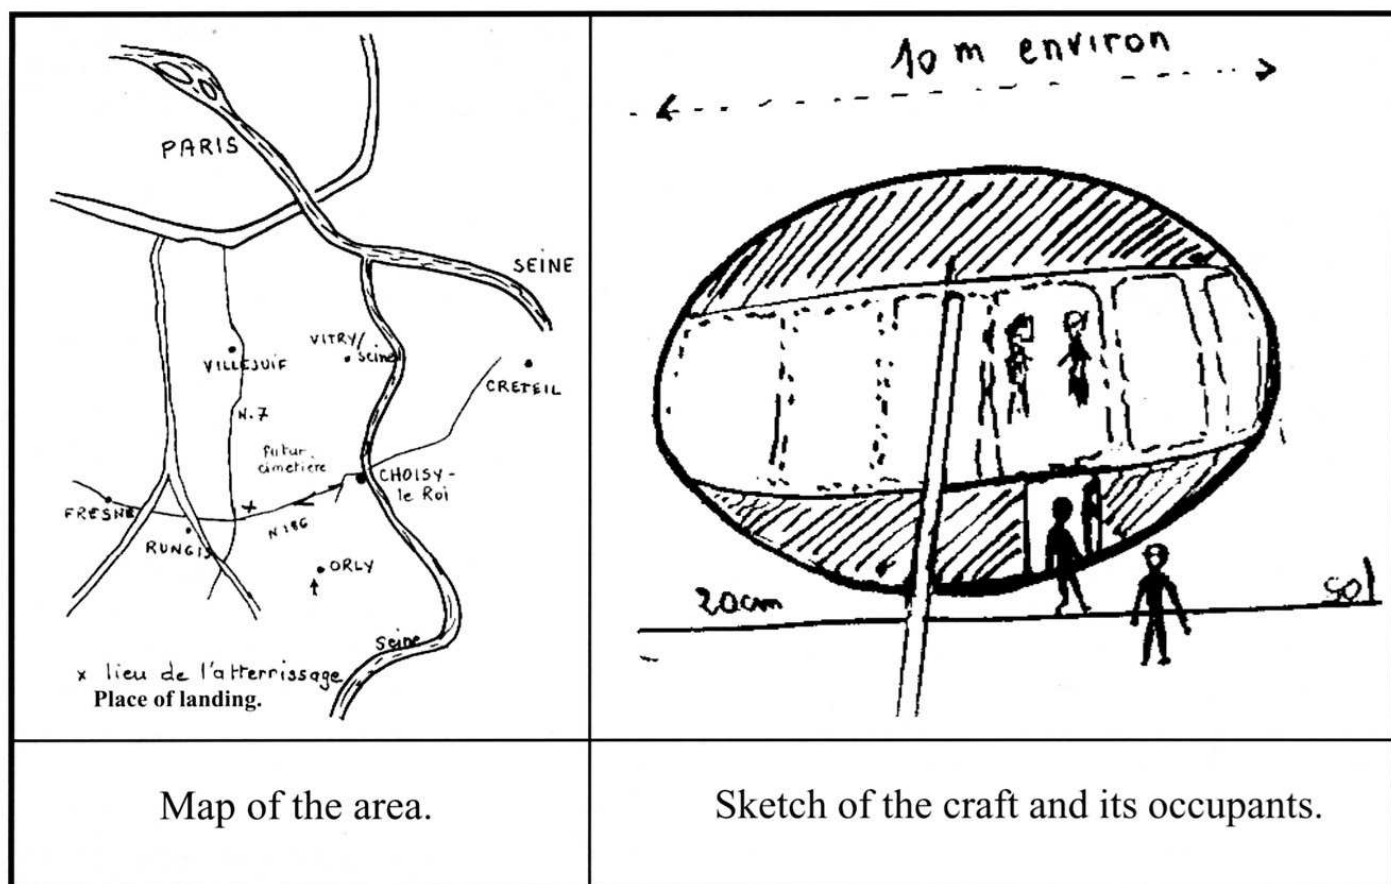 PARIS
SEINE
VITRY/
Seine
VILLEJUIF
CRETEIL
N.7
futur
cimetière
CHOISY-
le Roi
FRESNE
N.186
RUNGIS
ORLY
Seine
x lieu de l'atterrissage
Place of landing.
10 m environ
20cm
sol
Map of the area.
Sketch of the craft and its occupants.